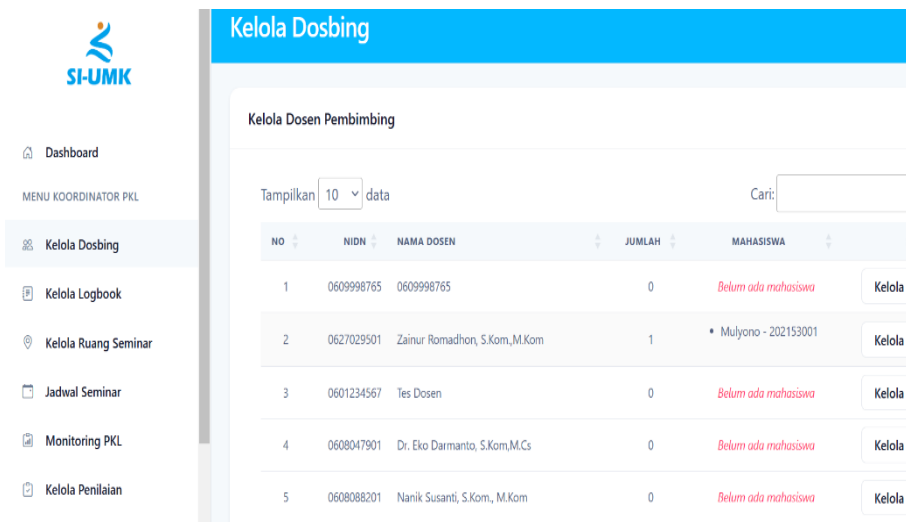 SI-UMK
Dashboard
MENU KOORDINATOR PKL
Kelola Dosbing
Kelola Logbook
Kelola Ruang Seminar
Jadwal Seminar
Monitoring PKL
Kelola Penilaian
Kelola Dosbing
Kelola Dosen Pembimbing
Tampilkan 10 data
Cari:
NO NIDN NAMA DOSEN JUMLAH MAHASISWA
1 0609998765 0609998765 0 Belum ada mahasiswa Kelola
2 0627029501 Zainur Romadhon, S.Kom.,M.Kom 1 • Mulyono - 202153001 Kelola
3 0601234567 Tes Dosen 0 Belum ada mahasiswa Kelola
4 0608047901 Dr. Eko Darmanto, S.Kom,M.Cs 0 Belum ada mahasiswa Kelola
5 0608088201 Nanik Susanti, S.Kom., M.Kom 0 Belum ada mahasiswa Kelola